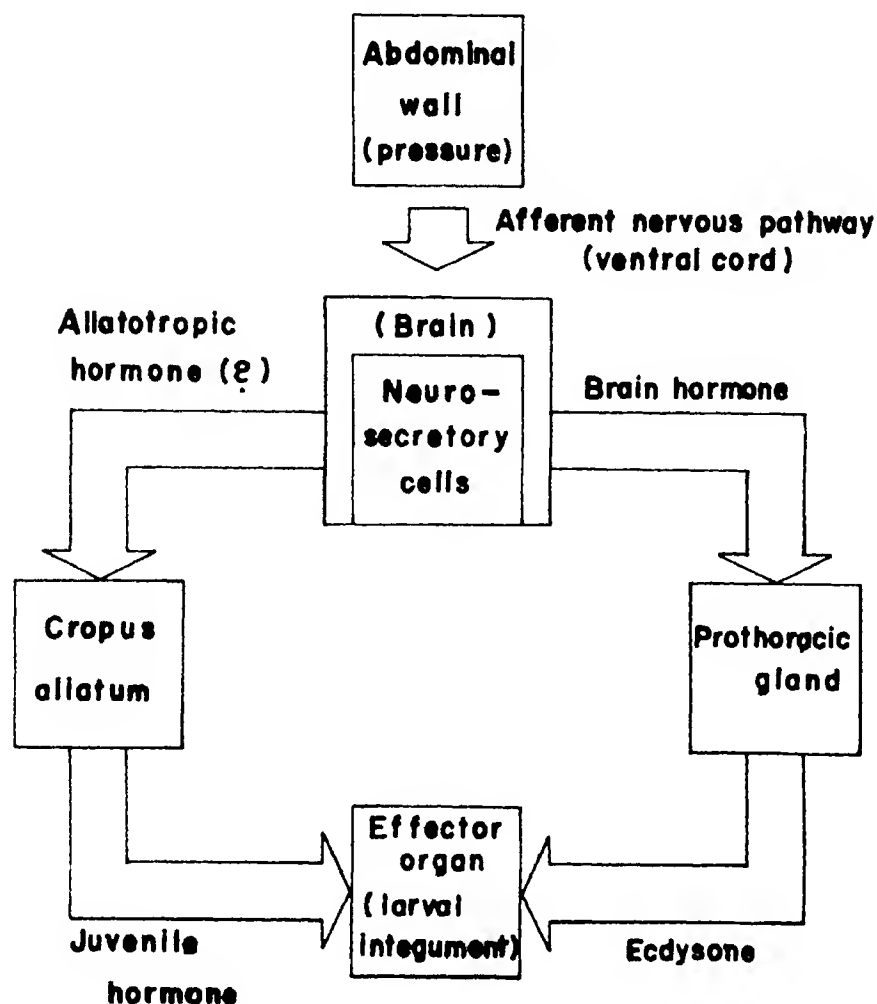 Abdominal
wall
(pressure)
Afferent nervous pathway
(ventral cord)
Allatotropic
hormone (?)
(Brain)
Neuro-
secretory
cells
Brain hormone
Cropus
allatum
Prothoracic
gland
Effector
organ
(larval
integument)
Juvenile
hormone
Ecdysone